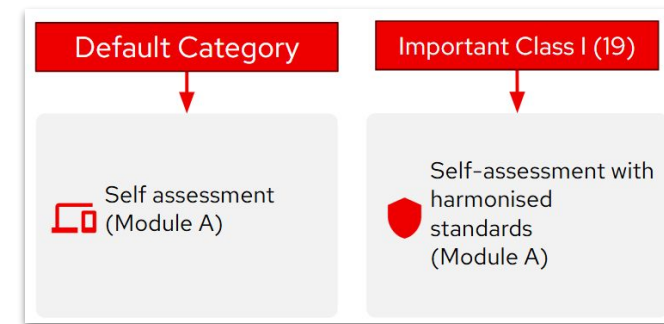 Default Category
Important Class I (19)
Self assessment
(Module A)
Self-assessment with
harmonised
standards
(Module A)